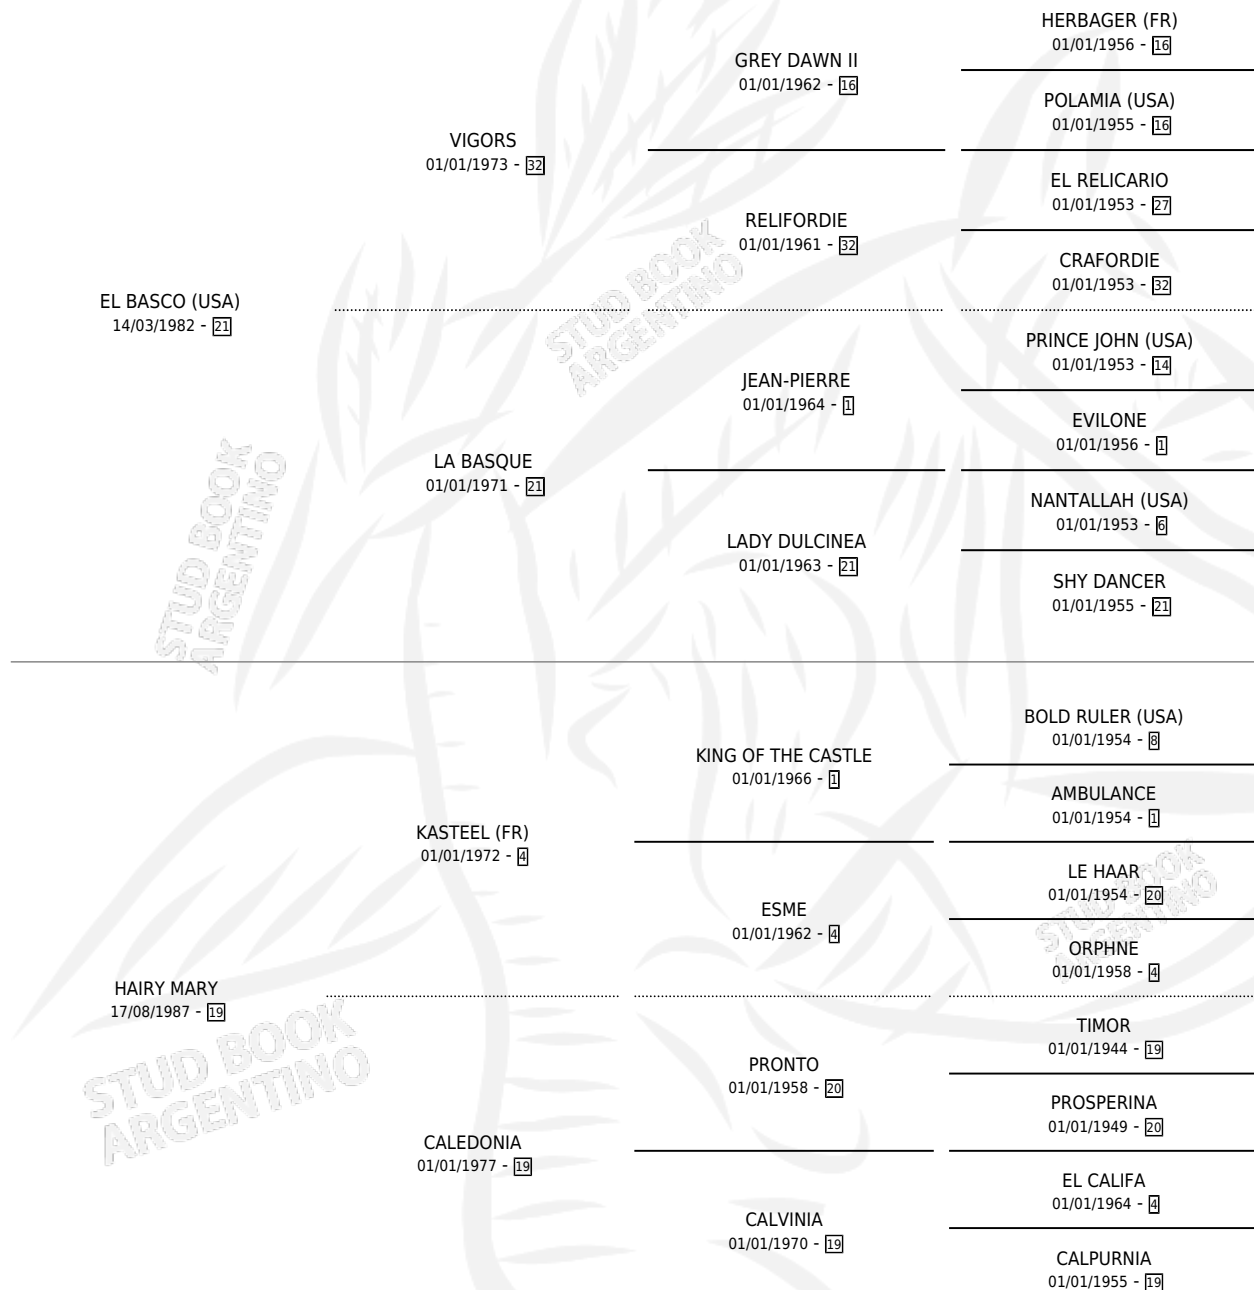 HERBAGER (FR)
01/01/1956 - 16
GREY DAWN II
01/01/1962 - 16
POLAMIA (USA)
01/01/1955 - 16
VIGORS
01/01/1973 - 32
EL RELICARIO
01/01/1953 - 27
RELIFORDIE
01/01/1961 - 32
CRAFORDIE
01/01/1953 - 32
EL BASCO (USA)
14/03/1982 - 21
STUD BOOK
ARGENTINO
PRINCE JOHN (USA)
01/01/1953 - 14
JEAN-PIERRE
01/01/1964 - 1
EVILONE
01/01/1956 - 1
LA BASQUE
01/01/1971 - 21
NANTALLAH (USA)
01/01/1953 - 6
LADY DULCINEA
01/01/1963 - 21
SHY DANCER
01/01/1955 - 21
STUD BOOK
ARGENTINO
BOLD RULER (USA)
01/01/1954 - 8
KING OF THE CASTLE
01/01/1966 - 1
AMBULANCE
01/01/1954 - 1
KASTEEL (FR)
01/01/1972 - 4
LE HAAR
01/01/1954 - 20
ESME
01/01/1962 - 4
STUD BOOK
ARGENTINO
ORPHNE
01/01/1958 - 4
HAIRY MARY
17/08/1987 - 19
STUD BOOK
ARGENTINO
TIMOR
01/01/1944 - 19
PRONTO
01/01/1958 - 20
PROSPERINA
01/01/1949 - 20
CALEDONIA
01/01/1977 - 19
EL CALIFA
01/01/1964 - 4
CALVINIA
01/01/1970 - 19
CALPURNIA
01/01/1955 - 19